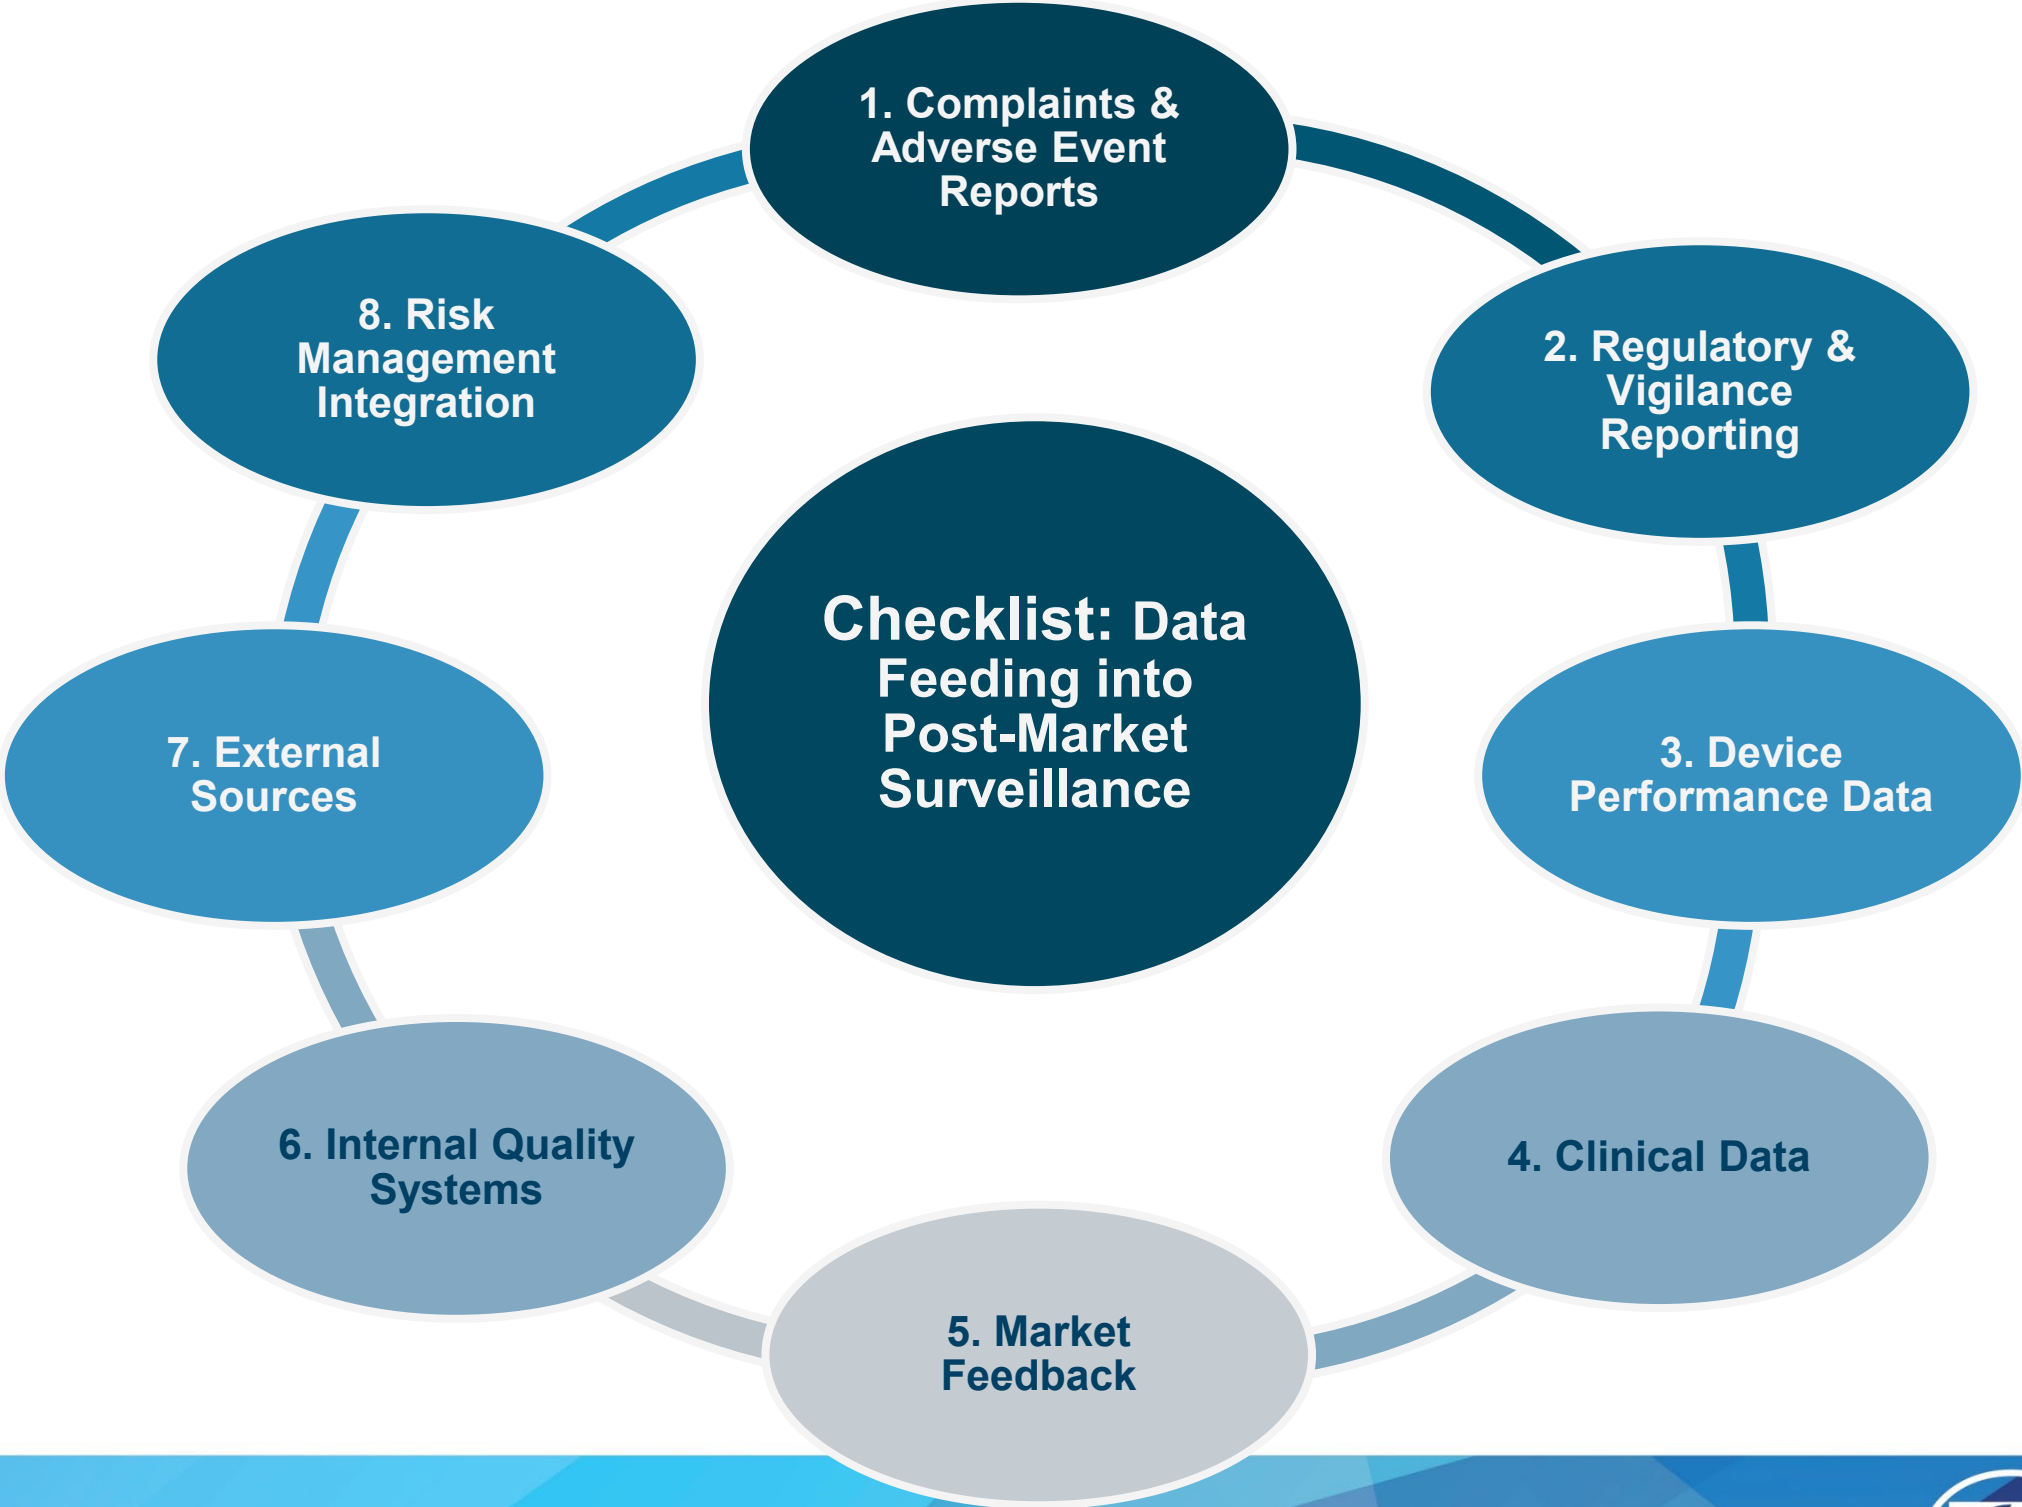 1. Complaints &
Adverse Event
Reports
2. Regulatory &
Vigilance
Reporting
3. Device
Performance Data
4. Clinical Data
5. Market
Feedback
6. Internal Quality
Systems
7. External
Sources
8. Risk
Management
Integration
Checklist: Data
Feeding into
Post-Market
Surveillance